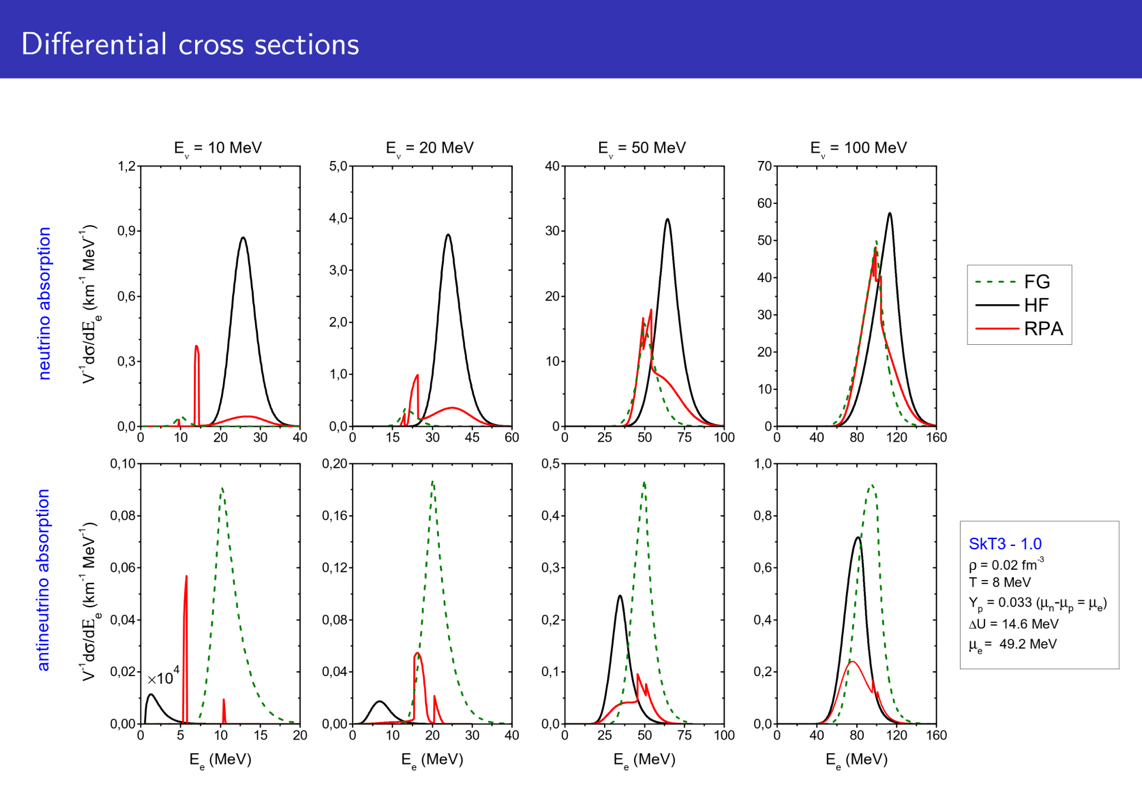 Differential cross sections
E_ν = 10 MeV
E_ν = 20 MeV
E_ν = 50 MeV
E_ν = 100 MeV
neutrino absorption
V⁻¹dσ/dE_e (km⁻¹ MeV⁻¹)
1,2
0,9
0,6
0,3
0,0
0 10 20 30 40
5,0
4,0
3,0
2,0
1,0
0,0
0 15 30 45 60
40
30
20
10
0
0 25 50 75 100
70
60
50
40
30
20
10
0
0 40 80 120 160
FG
HF
RPA
antineutrino absorption
V⁻¹dσ/dE_e (km⁻¹ MeV⁻¹)
0,10
0,08
0,06
0,04
0,02
0,00
×10⁴
0 5 10 15 20
E_e (MeV)
0,20
0,16
0,12
0,08
0,04
0,00
0 10 20 30 40
E_e (MeV)
0,5
0,4
0,3
0,2
0,1
0,0
0 25 50 75 100
E_e (MeV)
1,0
0,8
0,6
0,4
0,2
0,0
0 40 80 120 160
E_e (MeV)
SkT3 - 1.0
ρ = 0.02 fm⁻³
T = 8 MeV
Y_p = 0.033 (μ_n-μ_p = μ_e)
ΔU = 14.6 MeV
μ_e = 49.2 MeV